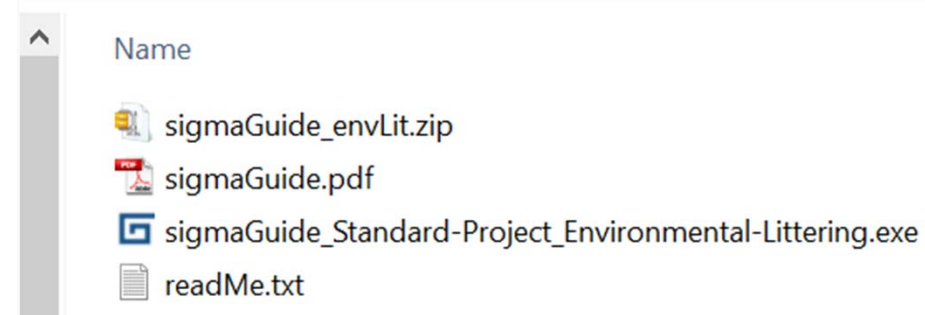 Name
sigmaGuide_envLit.zip
sigmaGuide.pdf
sigmaGuide_Standard-Project_Environmental-Littering.exe
readMe.txt